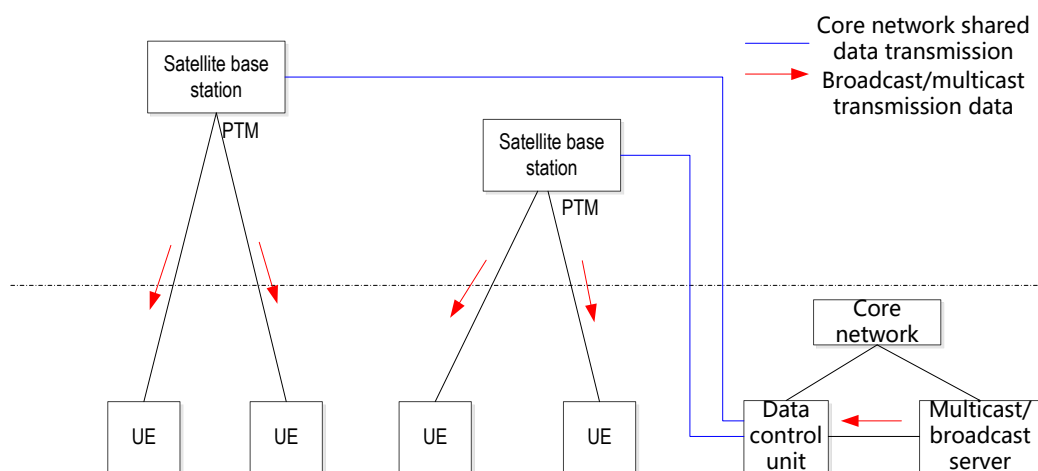 Core network shared
data transmission
Broadcast/multicast
transmission data
Satellite base
station
PTM
Satellite base
station
PTM
Core
network
UE
UE
UE
UE
Data
control
unit
Multicast/
broadcast
server